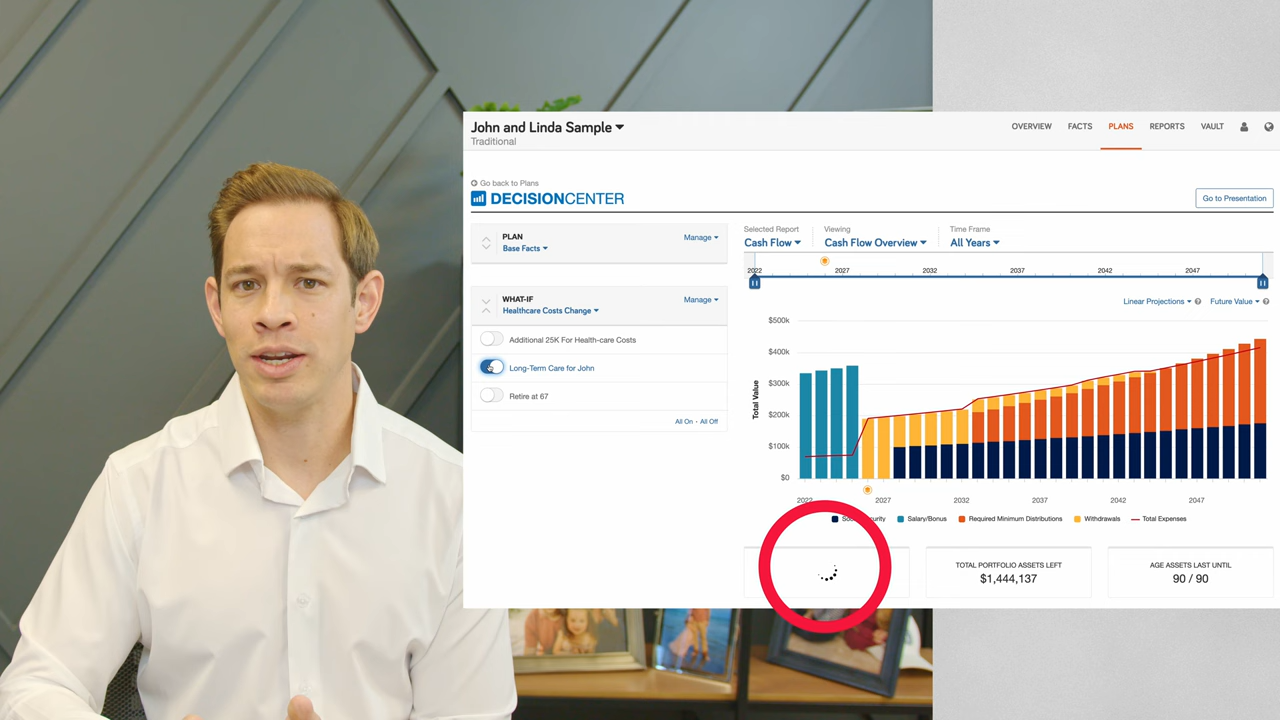 John and Linda Sample
Traditional
OVERVIEW FACTS PLANS REPORTS VAULT
Go back to Plans
DECISIONCENTER
Go to Presentation
PLAN
Base Facts
Manage
WHAT-IF
Healthcare Costs Change
Manage
Additional 25K For Health-care Costs
Long-Term Care for John
Retire at 67
All On • All Off
Selected Report
Cash Flow
Viewing
Cash Flow Overview
Time Frame
All Years
2022 2027 2032 2037 2042 2047
Linear Projections ? Future Value ?
$500k
$400k
$300k
$200k
$100k
$0
Total Value
2022 2027 2032 2037 2042 2047
Social Security Salary/Bonus Required Minimum Distributions Withdrawals Total Expenses
TOTAL PORTFOLIO ASSETS LEFT
$1,444,137
AGE ASSETS LAST UNTIL
90 / 90